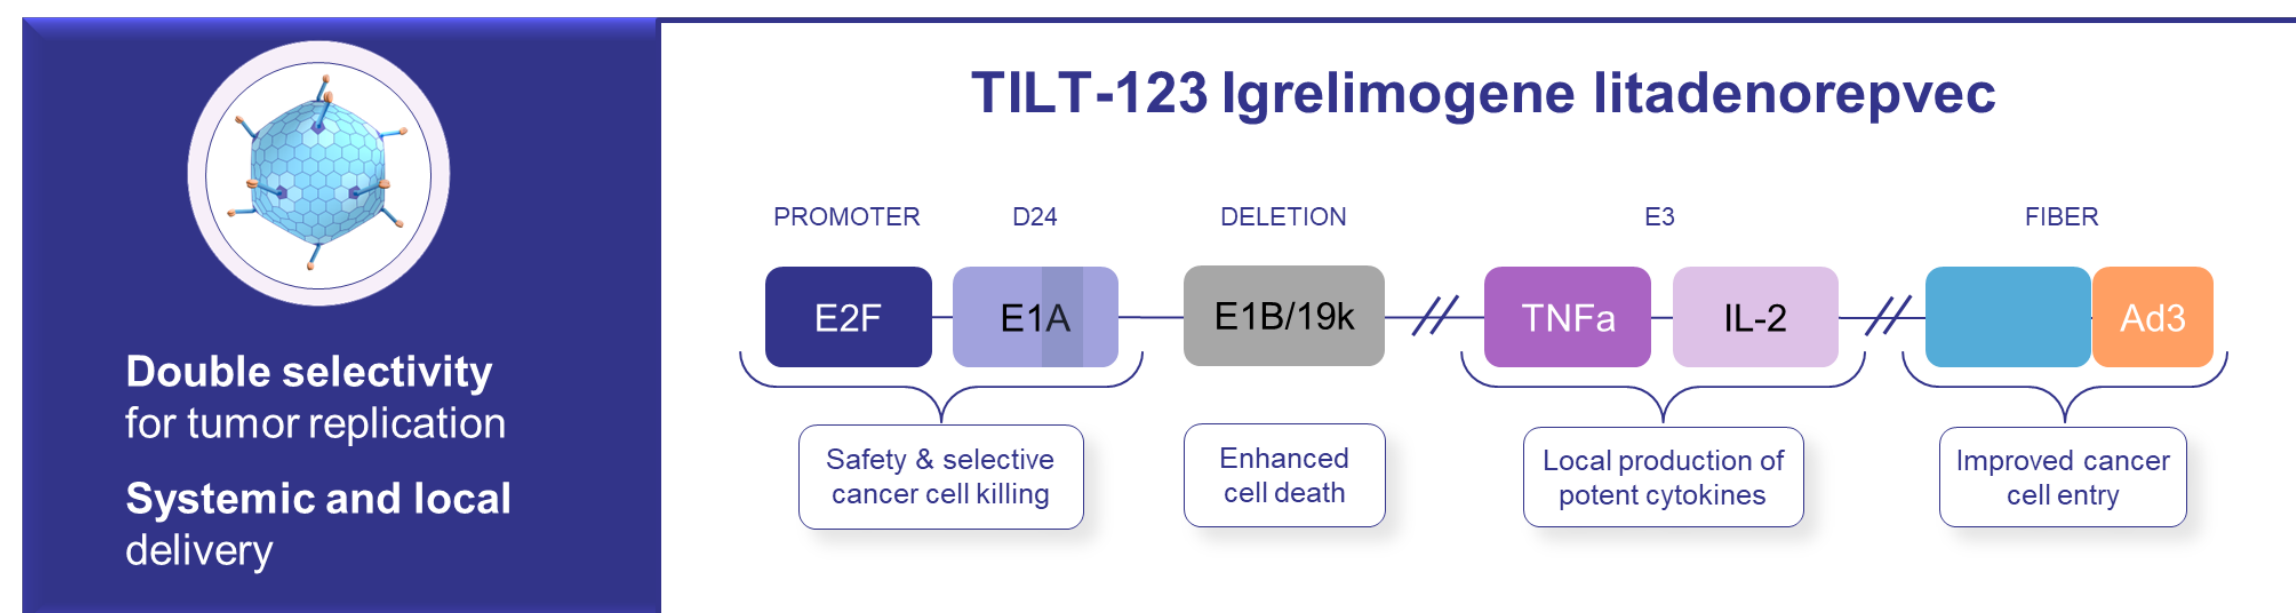 Double selectivity
for tumor replication
Systemic and local
delivery
TILT-123 Igrelimogene litadenorepvec
PROMOTER
D24
DELETION
E3
FIBER
E2F
E1A
E1B/19k
TNFa
IL-2
Ad3
Safety & selective
cancer cell killing
Enhanced
cell death
Local production of
potent cytokines
Improved cancer
cell entry